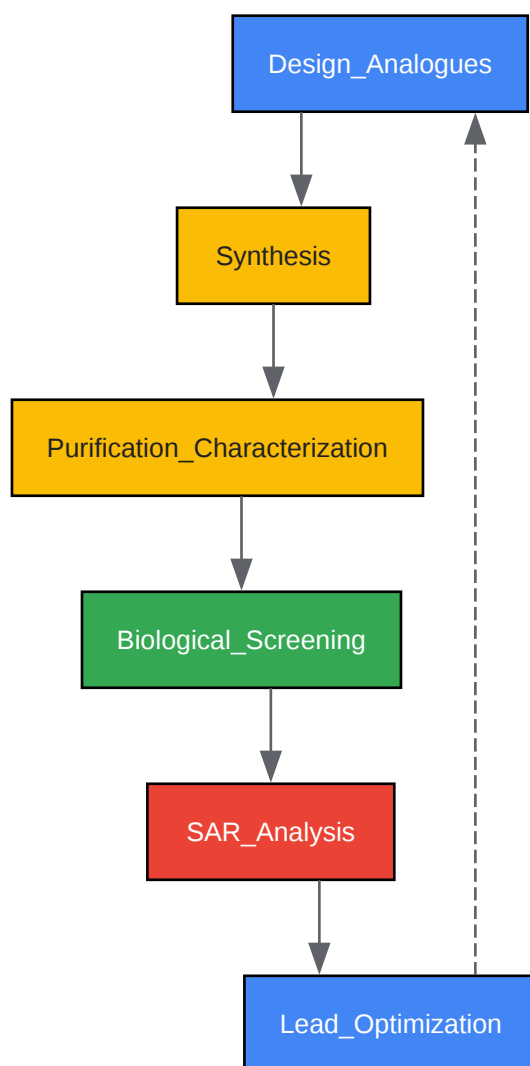 Design_Analogues
Synthesis
Purification_Characterization
Biological_Screening
SAR_Analysis
Lead_Optimization